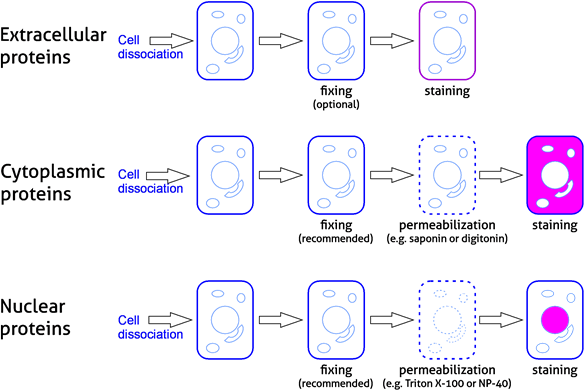 Extracellular
proteins
Cell
dissociation
fixing
(optional)
staining
Cytoplasmic
proteins
Cell
dissociation
fixing
(recommended)
permeabilization
(e.g. saponin or digitonin)
staining
Nuclear
proteins
Cell
dissociation
fixing
(recommended)
permeabilization
(e.g. Triton X-100 or NP-40)
staining